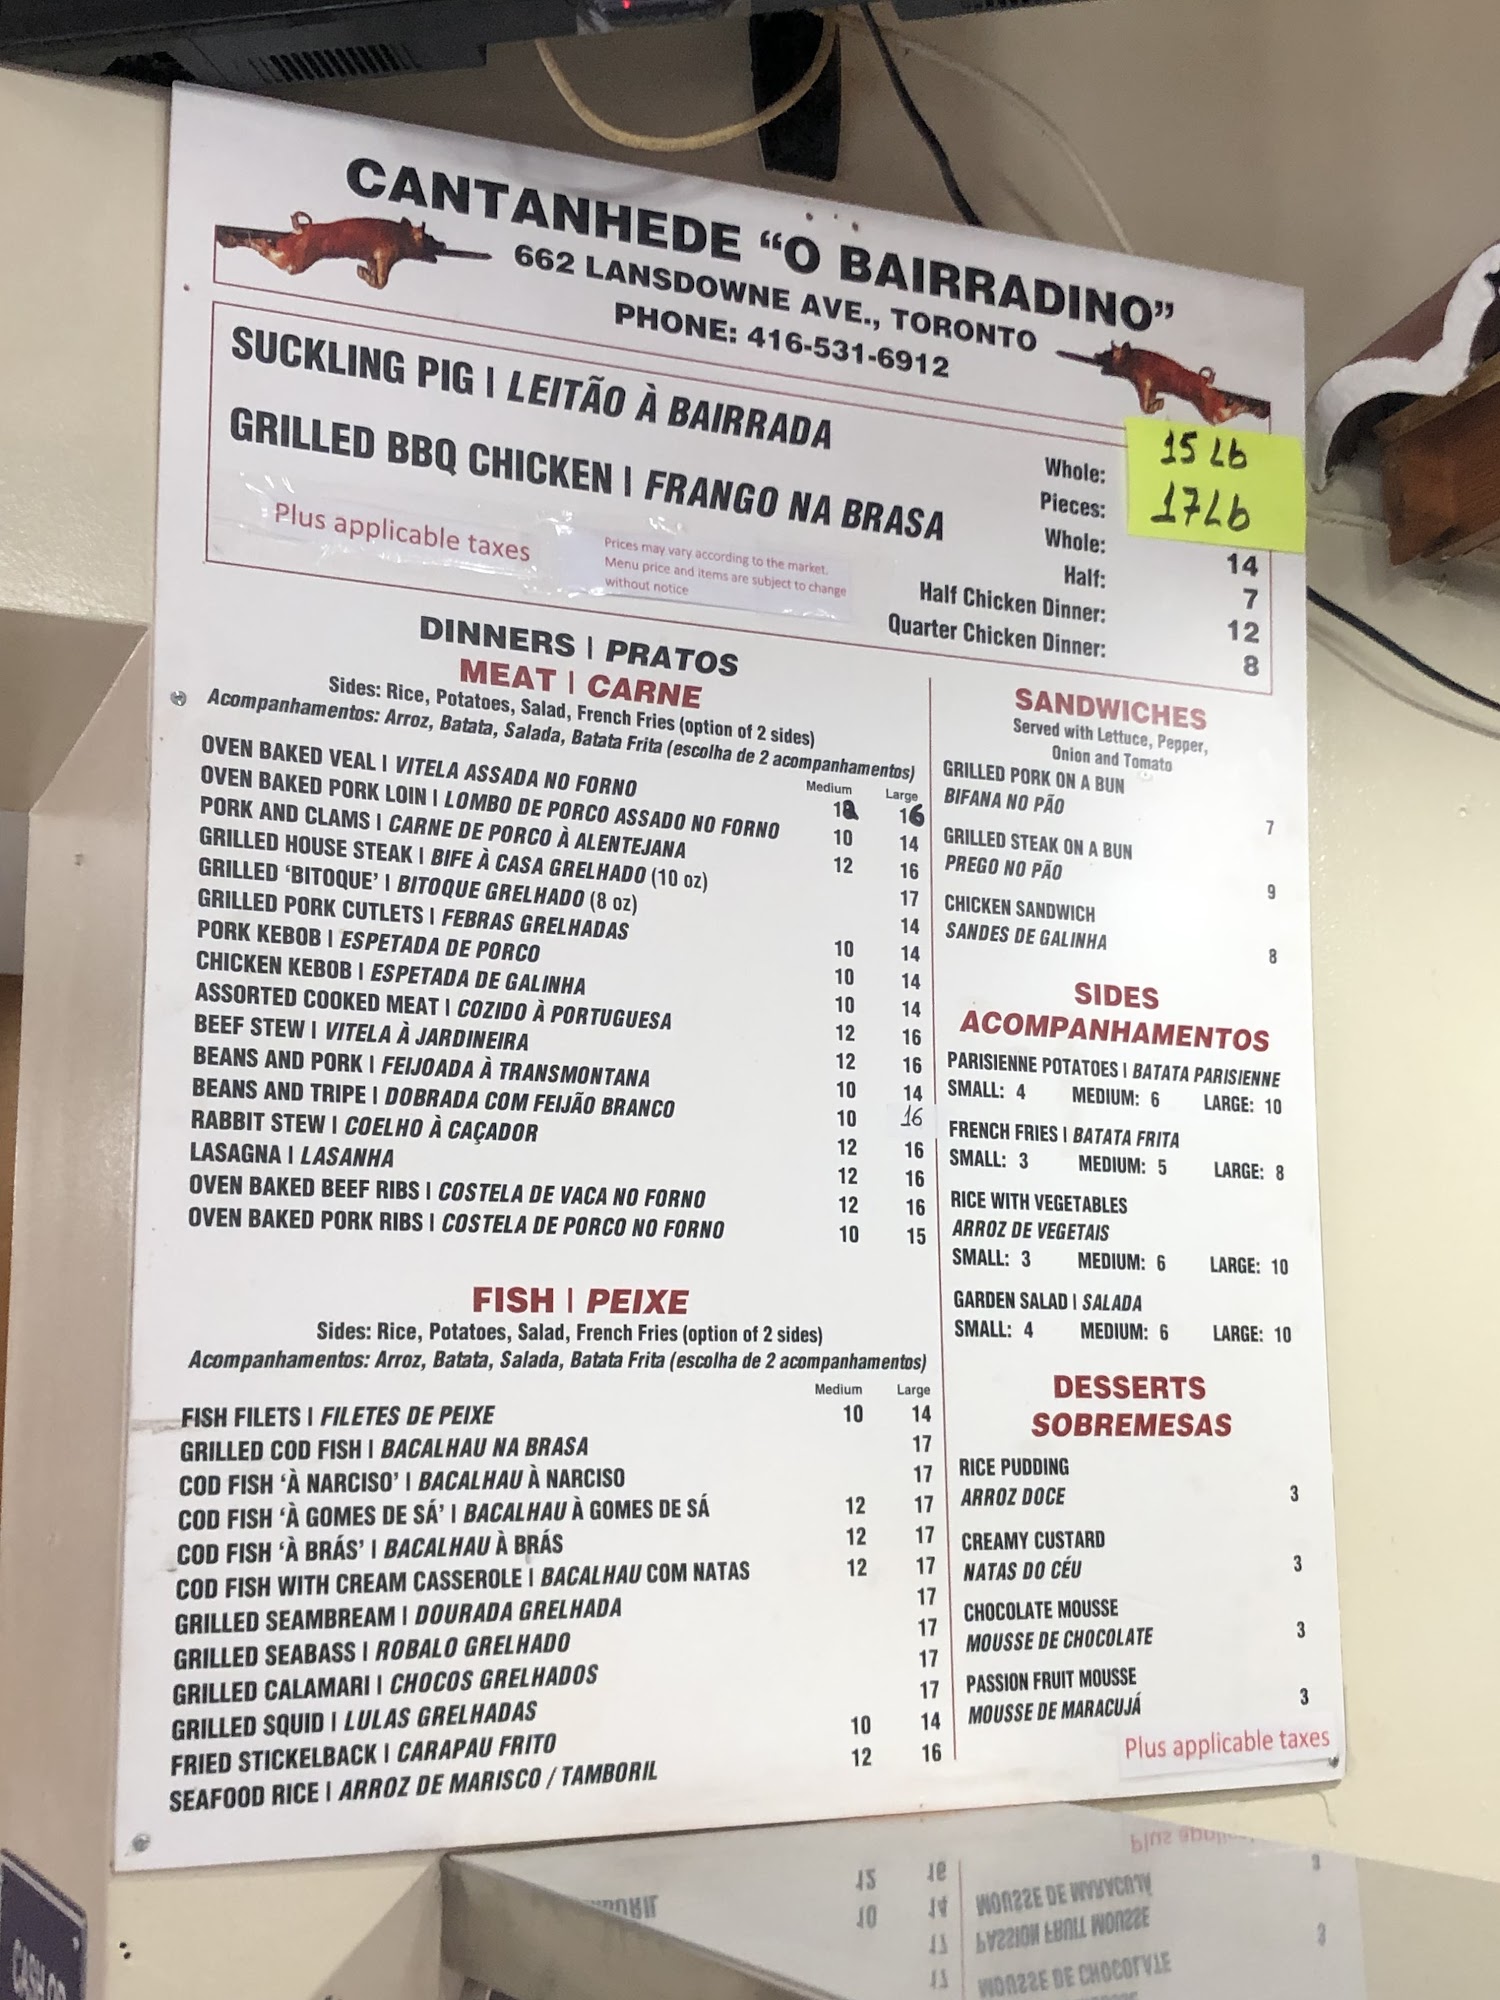 CANTANHEDE “O BAIRRADINO”
662 LANSDOWNE AVE., TORONTO
PHONE: 416-531-6912
SUCKLING PIG | LEITÃO À BAIRRADA
Whole: 15 Lb
Pieces: 17 Lb
GRILLED BBQ CHICKEN | FRANGO NA BRASA
Whole: 14
Half: 7
Half Chicken Dinner: 12
Quarter Chicken Dinner: 8
Plus applicable taxes
Prices may vary according to the market.
Menu price and items are subject to change
without notice
DINNERS | PRATOS
MEAT | CARNE
Sides: Rice, Potatoes, Salad, French Fries (option of 2 sides)
Acompanhamentos: Arroz, Batata, Salada, Batata Frita (escolha de 2 acompanhamentos)
Medium Large
OVEN BAKED VEAL | VITELA ASSADA NO FORNO 12 16
OVEN BAKED PORK LOIN | LOMBO DE PORCO ASSADO NO FORNO 10 14
PORK AND CLAMS | CARNE DE PORCO À ALENTEJANA 12 16
GRILLED HOUSE STEAK | BIFE À CASA GRELHADO (10 oz) 17
GRILLED ‘BITOQUE’ | BITOQUE GRELHADO (8 oz) 14
GRILLED PORK CUTLETS | FEBRAS GRELHADAS 10 14
PORK KEBOB | ESPETADA DE PORCO 10 14
CHICKEN KEBOB | ESPETADA DE GALINHA 10 14
ASSORTED COOKED MEAT | COZIDO À PORTUGUESA 12 16
BEEF STEW | VITELA À JARDINEIRA 12 16
BEANS AND PORK | FEIJOADA À TRANSMONTANA 10 14
BEANS AND TRIPE | DOBRADA COM FEIJÃO BRANCO 10 16
RABBIT STEW | COELHO À CAÇADOR 12 16
LASAGNA | LASANHA 12 16
OVEN BAKED BEEF RIBS | COSTELA DE VACA NO FORNO 12 16
OVEN BAKED PORK RIBS | COSTELA DE PORCO NO FORNO 10 15
FISH | PEIXE
Sides: Rice, Potatoes, Salad, French Fries (option of 2 sides)
Acompanhamentos: Arroz, Batata, Salada, Batata Frita (escolha de 2 acompanhamentos)
Medium Large
FISH FILETS | FILETES DE PEIXE 10 14
GRILLED COD FISH | BACALHAU NA BRASA 17
COD FISH ‘À NARCISO’ | BACALHAU À NARCISO 17
COD FISH ‘À GOMES DE SÁ’ | BACALHAU À GOMES DE SÁ 12 17
COD FISH ‘À BRÁS’ | BACALHAU À BRÁS 12 17
COD FISH WITH CREAM CASSEROLE | BACALHAU COM NATAS 12 17
GRILLED SEAMBREAM | DOURADA GRELHADA 17
GRILLED SEABASS | ROBALO GRELHADO 17
GRILLED CALAMARI | CHOCOS GRELHADOS 17
GRILLED SQUID | LULAS GRELHADAS 17
FRIED STICKELBACK | CARAPAU FRITO 10 14
SEAFOOD RICE | ARROZ DE MARISCO / TAMBORIL 12 16
SANDWICHES
Served with Lettuce, Pepper,
Onion and Tomato
GRILLED PORK ON A BUN
BIFANA NO PÃO 7
GRILLED STEAK ON A BUN
PREGO NO PÃO 9
CHICKEN SANDWICH
SANDES DE GALINHA 8
SIDES
ACOMPANHAMENTOS
PARISIENNE POTATOES | BATATA PARISIENNE
SMALL: 4 MEDIUM: 6 LARGE: 10
FRENCH FRIES | BATATA FRITA
SMALL: 3 MEDIUM: 5 LARGE: 8
RICE WITH VEGETABLES
ARROZ DE VEGETAIS
SMALL: 3 MEDIUM: 6 LARGE: 10
GARDEN SALAD | SALADA
SMALL: 4 MEDIUM: 6 LARGE: 10
DESSERTS
SOBREMESAS
RICE PUDDING
ARROZ DOCE 3
CREAMY CUSTARD
NATAS DO CÉU 3
CHOCOLATE MOUSSE
MOUSSE DE CHOCOLATE 3
PASSION FRUIT MOUSSE
MOUSSE DE MARACUJÁ 3
Plus applicable taxes
CASH